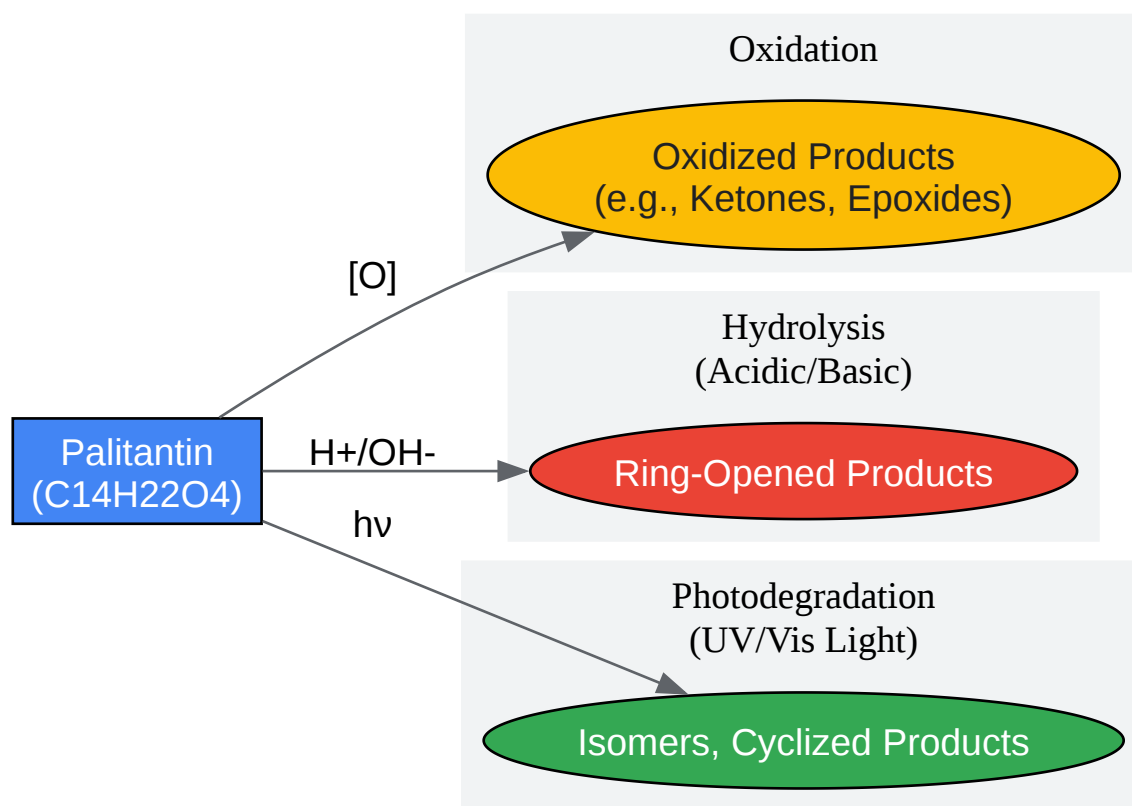 Oxidation
Oxidized Products
(e.g., Ketones, Epoxides)
[O]
Hydrolysis
(Acidic/Basic)
Palitantin
(C14H22O4)
H+/OH-
Ring-Opened Products
hν
Photodegradation
(UV/Vis Light)
Isomers, Cyclized Products